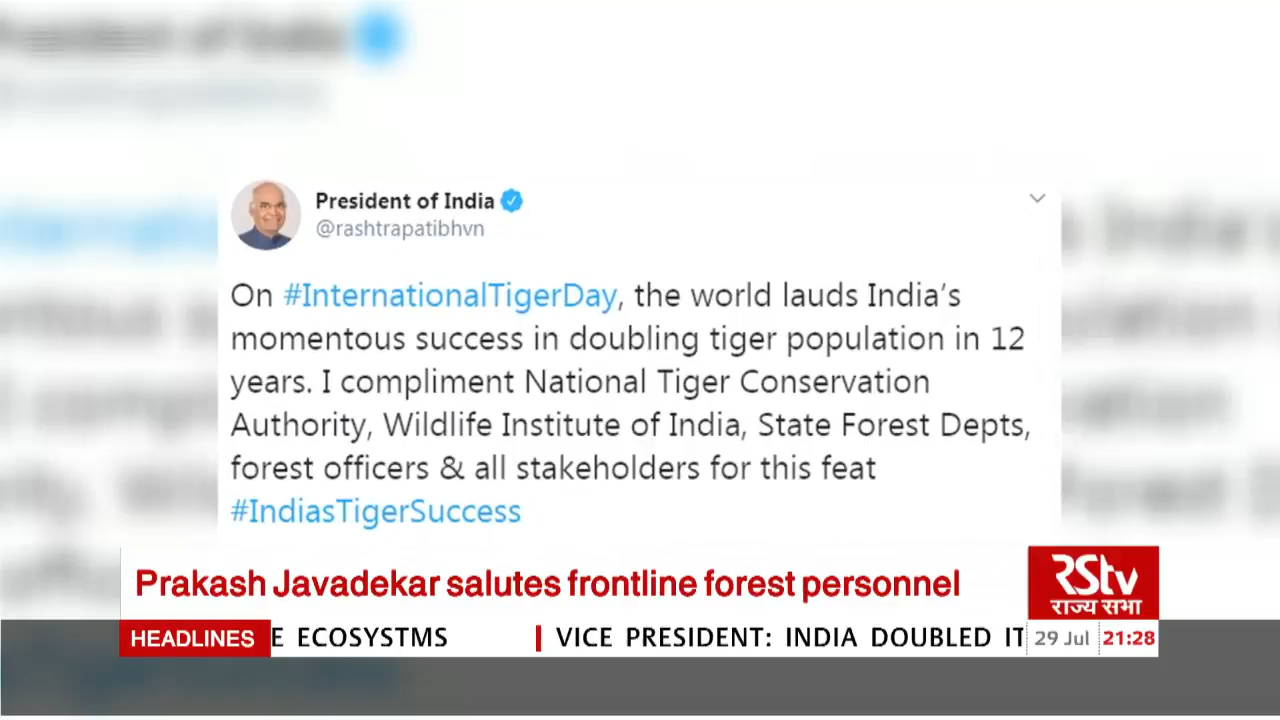 President of India
@rashtrapatibhvn
On #InternationalTigerDay, the world lauds India's
momentous success in doubling tiger population in 12
years. I compliment National Tiger Conservation
Authority, Wildlife Institute of India, State Forest Depts,
forest officers & all stakeholders for this feat
#IndiasTigerSuccess
Prakash Javadekar salutes frontline forest personnel
RSTV
राज्य सभा
HEADLINES E ECOSYSTMS VICE PRESIDENT: INDIA DOUBLED IT 29 Jul 21:28